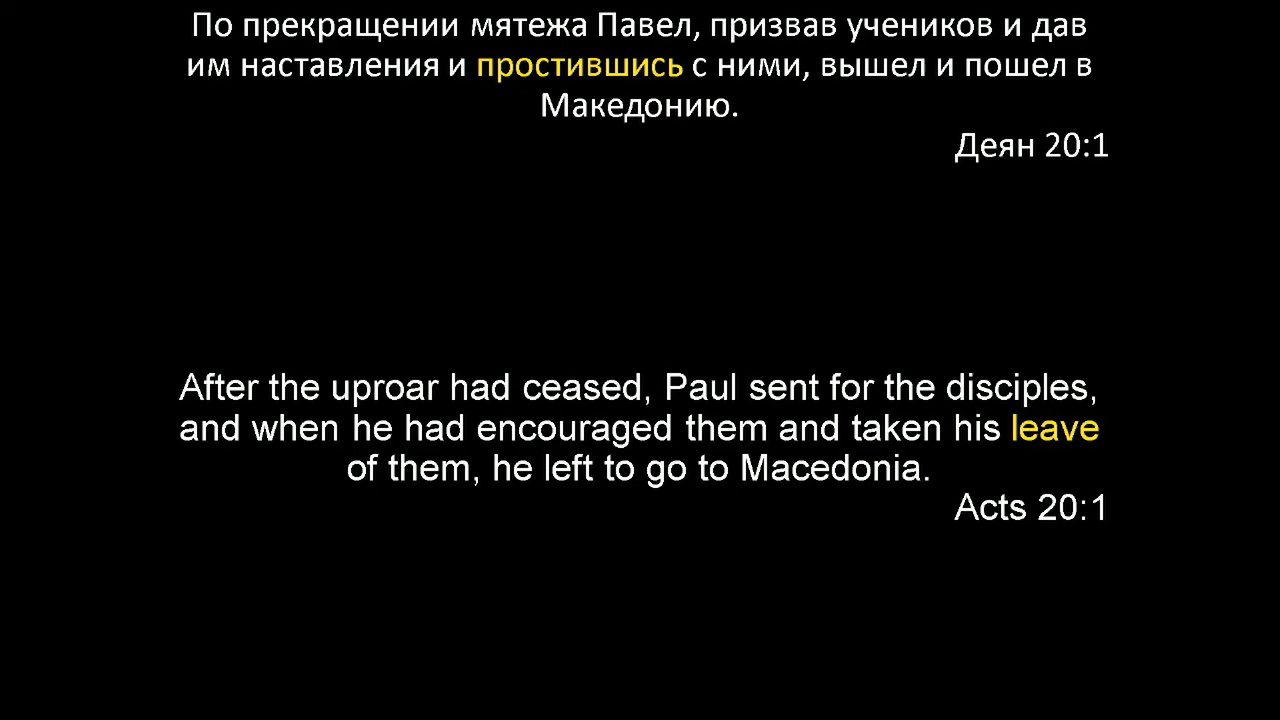 По прекращении мятежа Павел, призвав учеников и дав
им наставления и простившись с ними, вышел и пошел в
Македонию.
Деян 20:1
After the uproar had ceased, Paul sent for the disciples,
and when he had encouraged them and taken his leave
of them, he left to go to Macedonia.
Acts 20:1